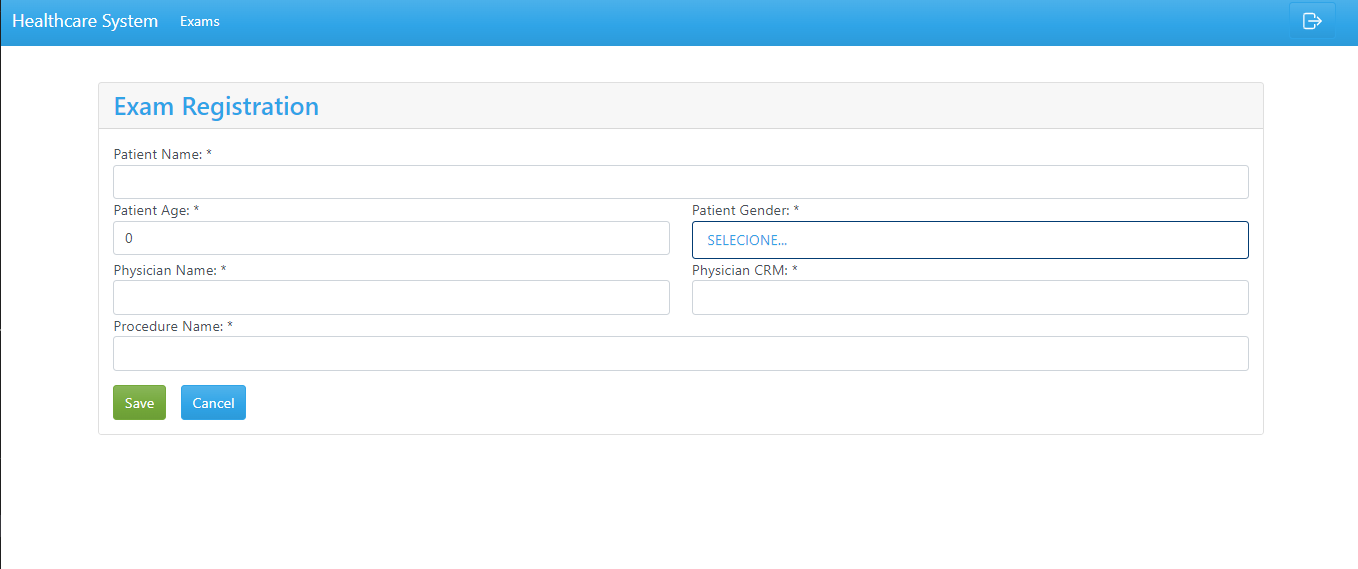 Healthcare System Exams
Exam Registration
Patient Name: *
Patient Age: * Patient Gender: *
0 SELECIONE...
Physician Name: * Physician CRM: *
Procedure Name: *
Save Cancel